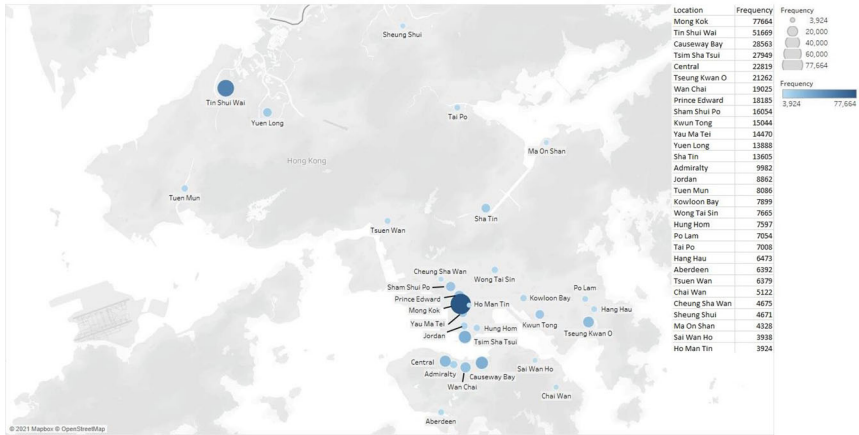 Sheung Shui
Tin Shui Wai
Yuen Long
Tai Po
Ma On Shan
Hong Kong
Tuen Mun
Sha Tin
Tsuen Wan
Cheung Sha Wan
Wong Tai Sin
Sham Shui Po
Po Lam
Prince Edward
Kowloon Bay
Mong Kok
Ho Man Tin
Hang Hau
Yau Ma Tei
Hung Hom
Kwun Tong
Tseung Kwan O
Jordan
Tsim Sha Tsui
Central
Sai Wan Ho
Admiralty
Causeway Bay
Wan Chai
Chai Wan
Aberdeen
© 2021 Mapbox © OpenStreetMap
Location Frequency
Mong Kok 77664
Tin Shui Wai 51669
Causeway Bay 28563
Tsim Sha Tsui 27949
Central 22819
Tseung Kwan O 21262
Wan Chai 19025
Prince Edward 18185
Sham Shui Po 16054
Kwun Tong 15044
Yau Ma Tei 14470
Yuen Long 13888
Sha Tin 13605
Admiralty 9982
Jordan 8862
Tuen Mun 8086
Kowloon Bay 7899
Wong Tai Sin 7665
Hung Hom 7597
Po Lam 7054
Tai Po 7008
Hang Hau 6473
Aberdeen 6392
Tsuen Wan 6379
Chai Wan 5122
Cheung Sha Wan 4675
Sheung Shui 4671
Ma On Shan 4328
Sai Wan Ho 3938
Ho Man Tin 3924
Frequency
3,924
20,000
40,000
60,000
77,664
Frequency
3,924 77,664